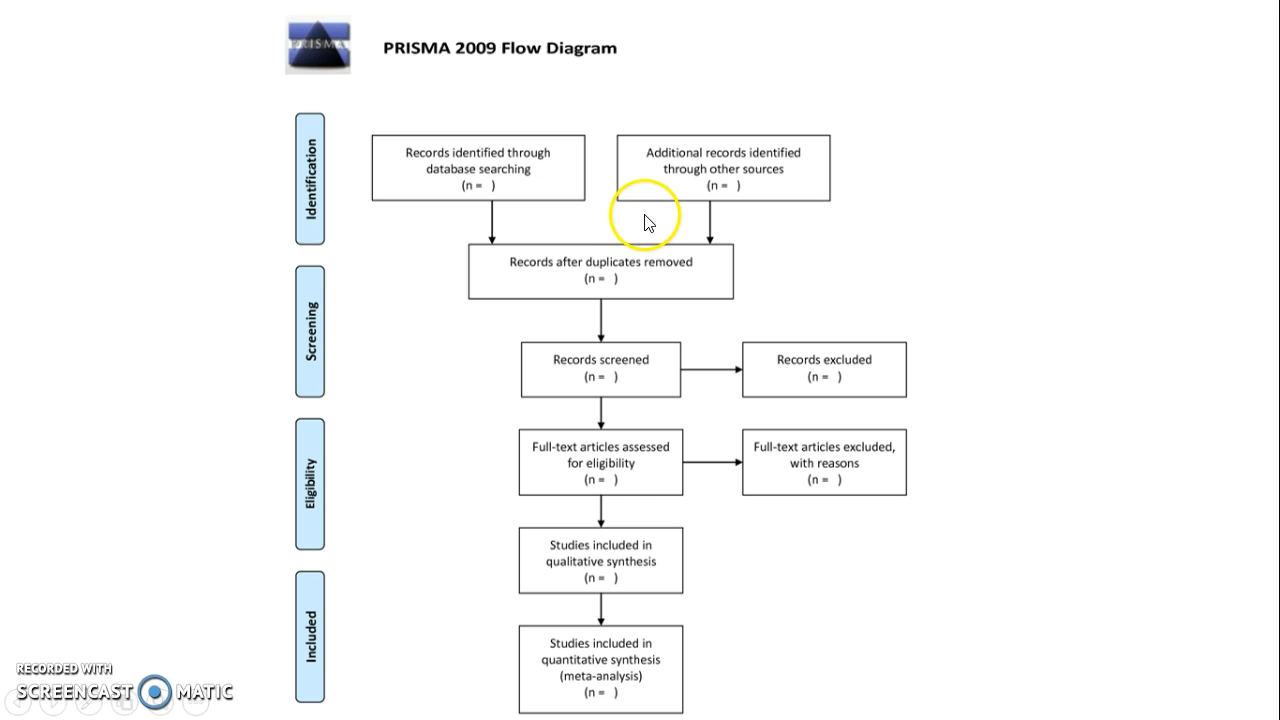 PRISMA
PRISMA 2009 Flow Diagram
Identification
Records identified through
database searching
(n = )
Additional records identified
through other sources
(n = )
Records after duplicates removed
(n = )
Screening
Records screened
(n = )
Records excluded
(n = )
Eligibility
Full-text articles assessed
for eligibility
(n = )
Full-text articles excluded,
with reasons
(n = )
Studies included in
qualitative synthesis
(n = )
Included
Studies included in
quantitative synthesis
(meta-analysis)
(n = )
RECORDED WITH
SCREENCAST MATIC